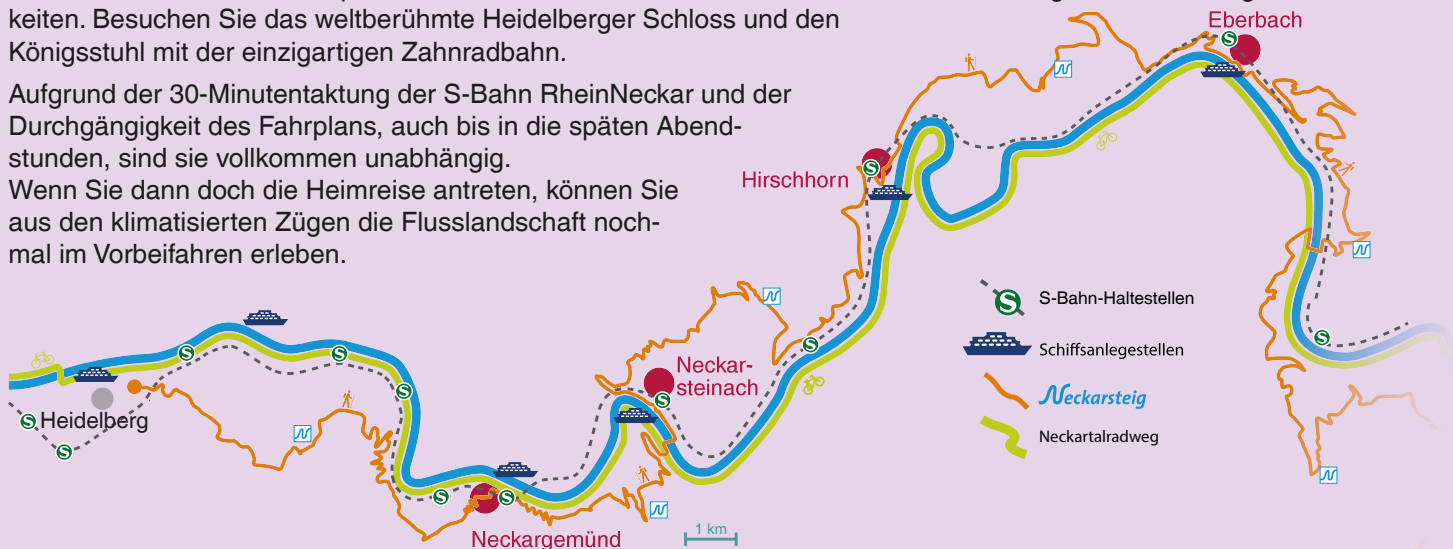 keiten. Besuchen Sie das weltberühmte Heidelberger Schloss und den
Königsstuhl mit der einzigartigen Zahnradbahn.
Aufgrund der 30-Minutentaktung der S-Bahn RheinNeckar und der
Durchgängigkeit des Fahrplans, auch bis in die späten Abend-
stunden, sind sie vollkommen unabhängig.
Wenn Sie dann doch die Heimreise antreten, können Sie
aus den klimatisierten Zügen die Flusslandschaft noch-
mal im Vorbeifahren erleben.
Eberbach
S
N
Hirschhorn
S
N
S-Bahn-Haltestellen
S
Schiffsanlegestellen
Neckarsteig
Neckartalradweg
S
N
N
S
Neckar-
steinach
S
S
S
S
Heidelberg
S
S
N
S
S
N
Neckargemünd
1 km